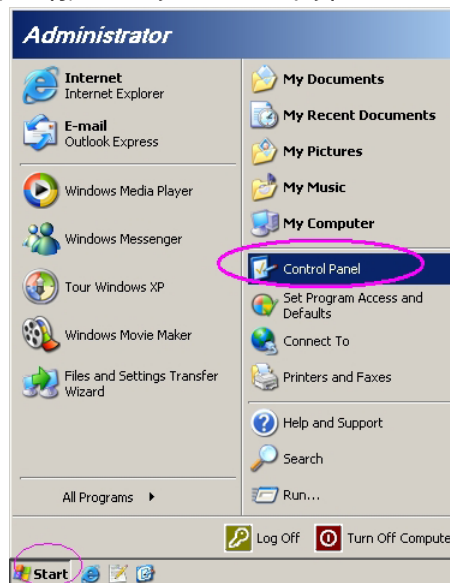 Administrator
Internet
Internet Explorer
E-mail
Outlook Express
Windows Media Player
Windows Messenger
Tour Windows XP
Windows Movie Maker
Files and Settings Transfer
Wizard
All Programs
My Documents
My Recent Documents
My Pictures
My Music
My Computer
Control Panel
Set Program Access and
Defaults
Connect To
Printers and Faxes
Help and Support
Search
Run...
Log Off
Turn Off Compute
Start